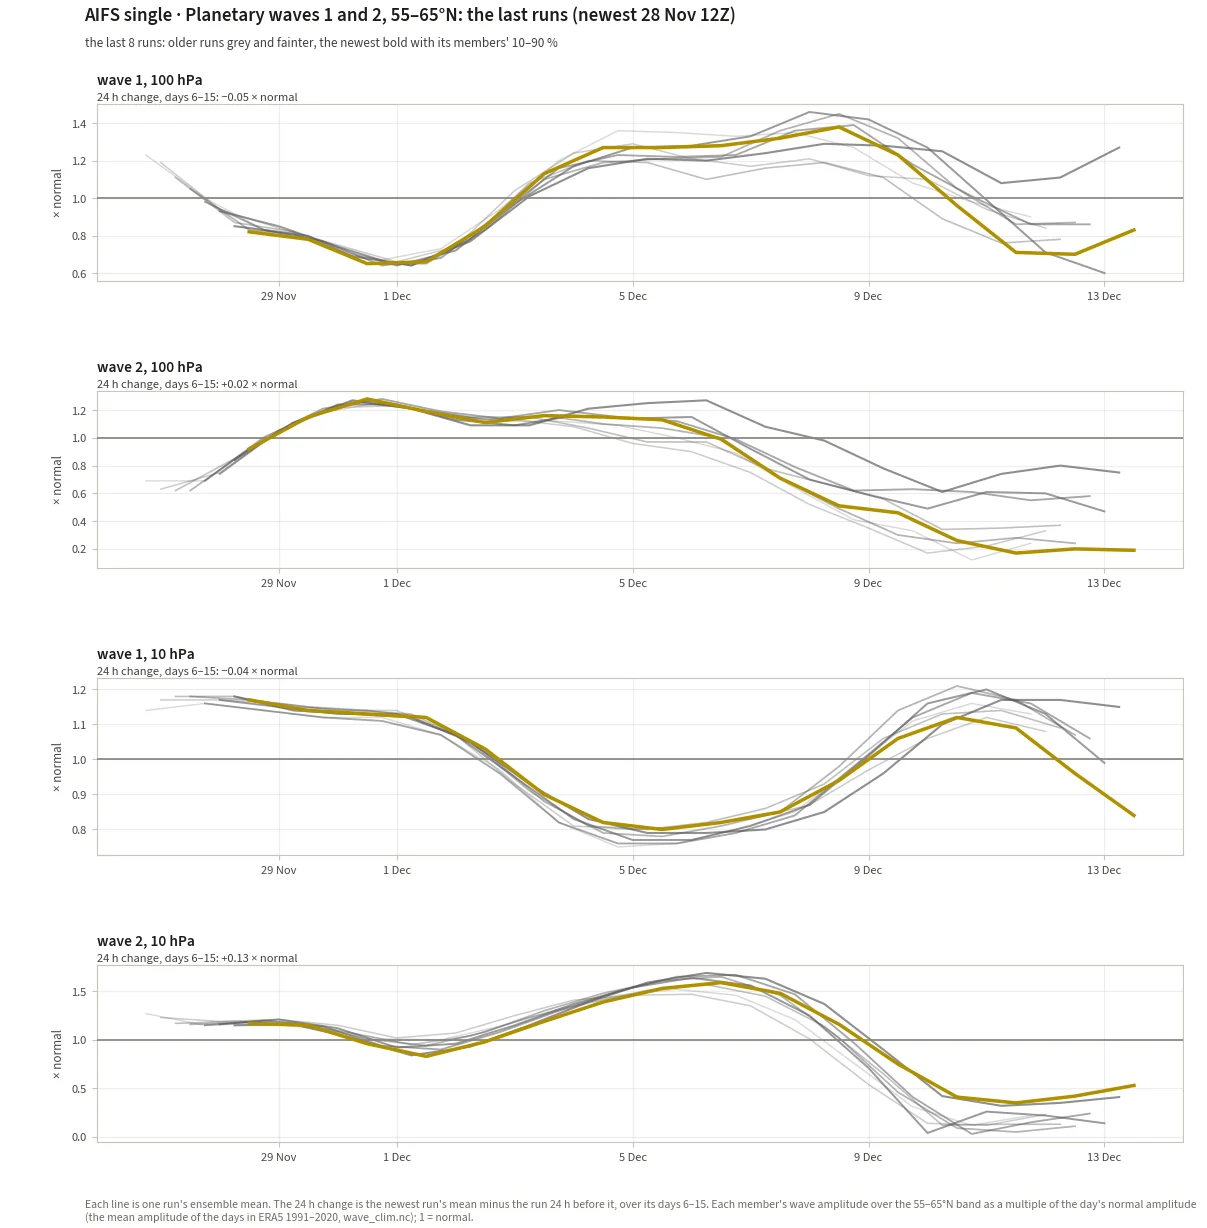 AIFS single · Planetary waves 1 and 2, 55–65°N: the last runs (newest 28 Nov 12Z)
the last 8 runs: older runs grey and fainter, the newest bold with its members' 10–90 %
wave 1, 100 hPa
24 h change, days 6–15: −0.05 × normal
1.4
1.2
1.0
0.8
0.6
× normal
29 Nov
1 Dec
5 Dec
9 Dec
13 Dec
wave 2, 100 hPa
24 h change, days 6–15: +0.02 × normal
1.2
1.0
0.8
0.6
0.4
0.2
× normal
29 Nov
1 Dec
5 Dec
9 Dec
13 Dec
wave 1, 10 hPa
24 h change, days 6–15: −0.04 × normal
1.2
1.1
1.0
0.9
0.8
× normal
29 Nov
1 Dec
5 Dec
9 Dec
13 Dec
wave 2, 10 hPa
24 h change, days 6–15: +0.13 × normal
1.5
1.0
0.5
0.0
× normal
29 Nov
1 Dec
5 Dec
9 Dec
13 Dec
Each line is one run's ensemble mean. The 24 h change is the newest run's mean minus the run 24 h before it, over its days 6–15. Each member's wave amplitude over the 55–65°N band as a multiple of the day's normal amplitude
(the mean amplitude of the days in ERA5 1991–2020, wave_clim.nc); 1 = normal.